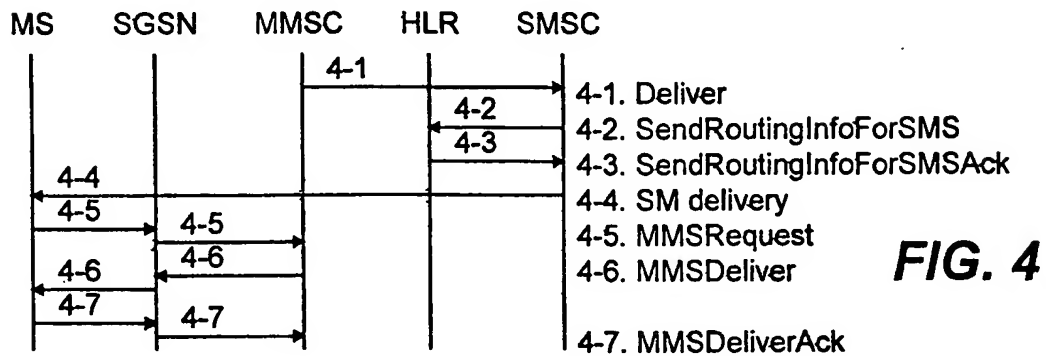 MS SGSN MMSC HLR SMSC
4-1
4-1. Deliver
4-2
4-2. SendRoutingInfoForSMS
4-3
4-3. SendRoutingInfoForSMSAck
4-4
4-4. SM delivery
4-5
4-5
4-5. MMSRequest
4-6
4-6
4-6. MMSDeliver
FIG. 4
4-7
4-7
4-7. MMSDeliverAck